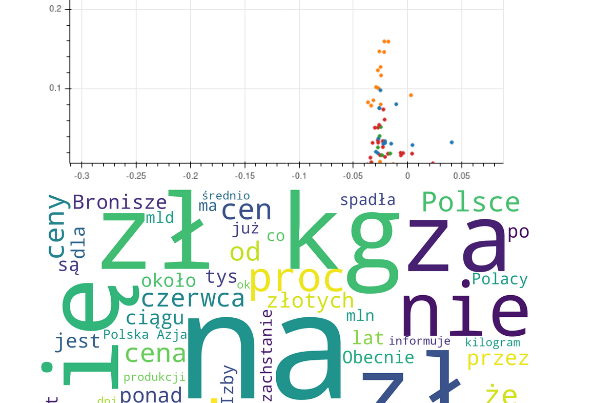 0.2
0.1
-0.3 -0.25 -0.2 -0.15 -0.1 -0.05 0 0.05
ceny
Bronisze
średnio
ma
cen
spadła
Polsce
mld
dla
zł
już
co
kg
za
po
są
od
około
tys
ok
proc
Polacy
się
czerwca
złotych
nie
ciągu
na
mln
Polska Azja
zachstanie
jest
lat
informuje
kilogram
cena
Obecnie
przez
produkcji
Izby
zł
ponad
że